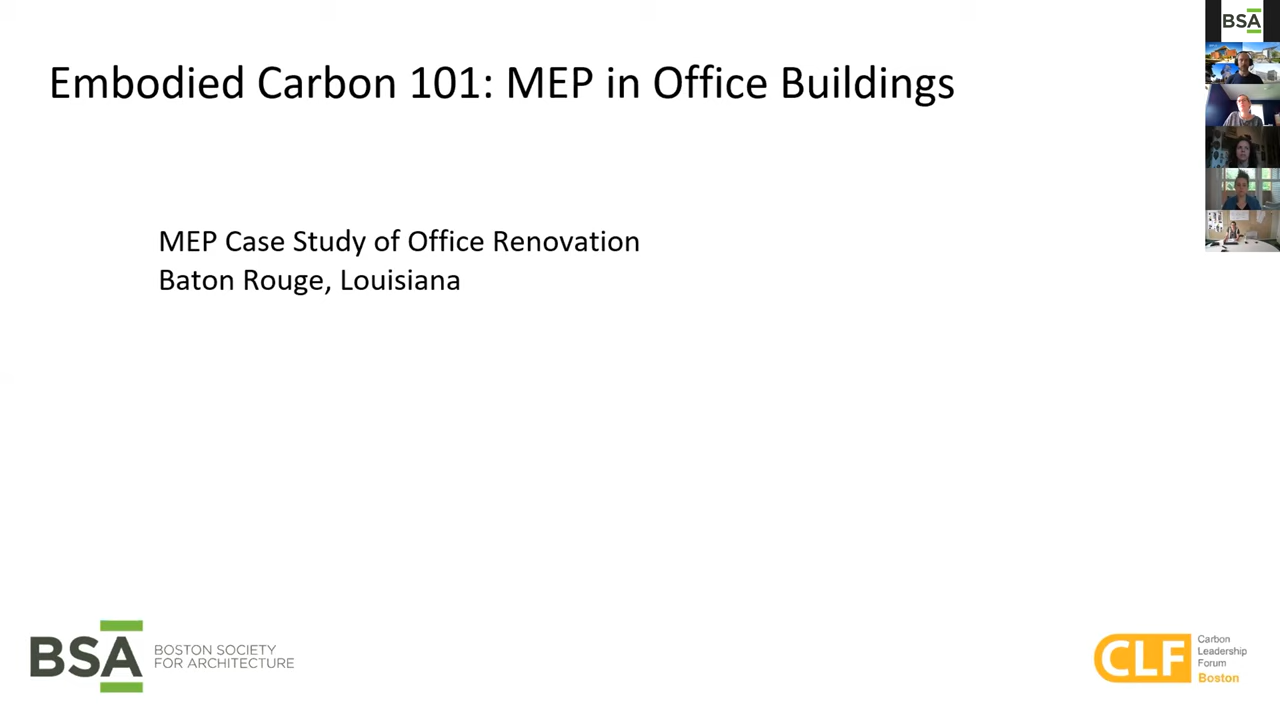 BSA
Embodied Carbon 101: MEP in Office Buildings
MEP Case Study of Office Renovation
Baton Rouge, Louisiana
BSA
BOSTON SOCIETY
FOR ARCHITECTURE
CLF
Carbon
Leadership
Forum
Boston